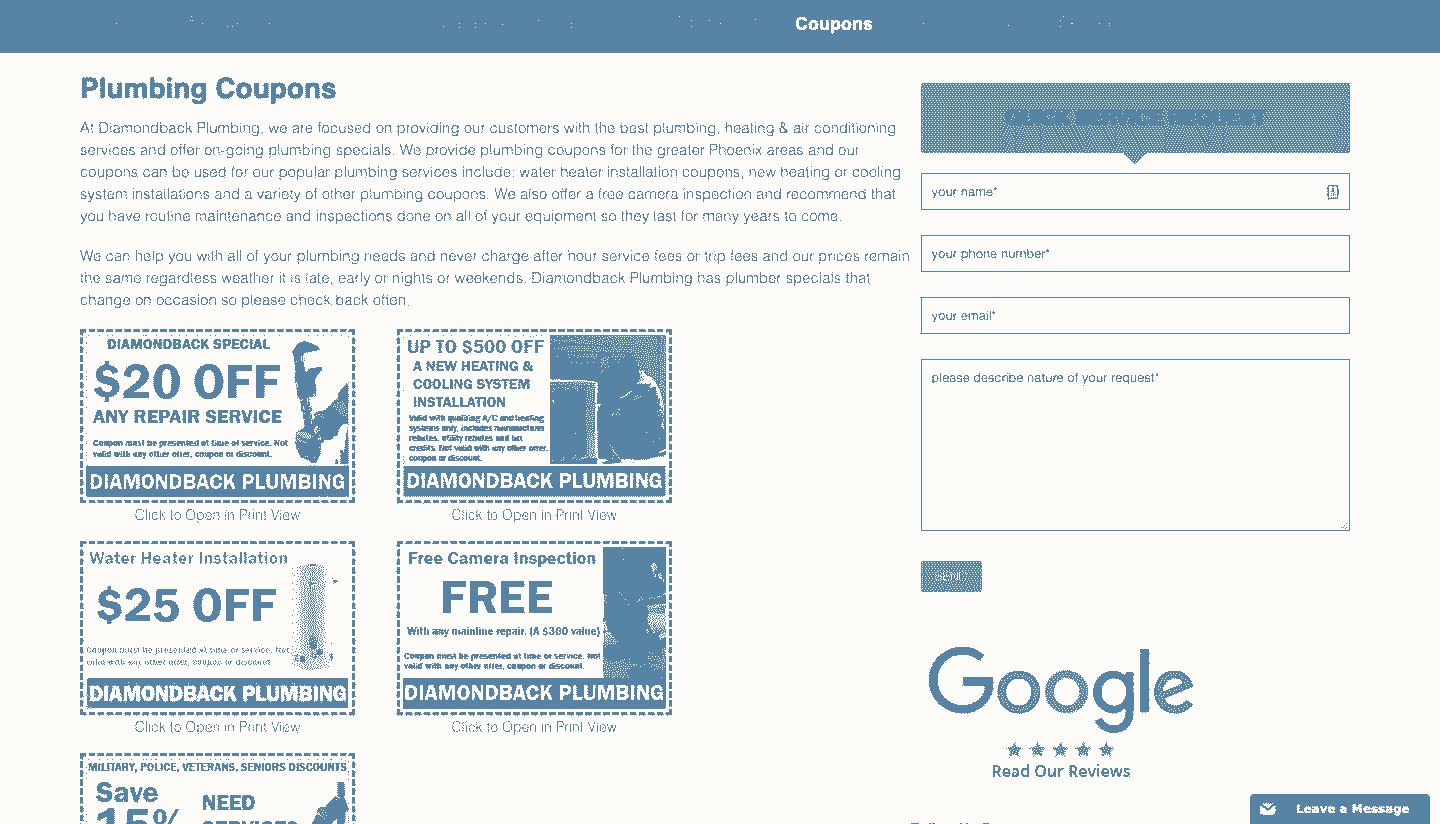 Coupons
Plumbing Coupons
At Diamondback Plumbing, we are focused on providing our customers with the best plumbing, heating & air conditioning
services and offer on-going plumbing specials. We provide plumbing coupons for the greater Phoenix areas and our
coupons can be used for our popular plumbing services include: water heater installation coupons, new heating or cooling
system installations and a variety of other plumbing coupons. We also offer a free camera inspection and recommend that
you have routine maintenance and inspections done on all of your equipment so they last for many years to come.
We can help you with all of your plumbing needs and never charge after hour service fees or trip fees and our prices remain
the same regardless weather it is late, early or nights or weekends. Diamondback Plumbing has plumber specials that
change on occasion so please check back often.
DIAMONDBACK SPECIAL
$20 OFF
ANY REPAIR SERVICE
Coupon must be presented at time of service. Not
valid with any other offer, coupon or discount.
DIAMONDBACK PLUMBING
Click to Open in Print View
UP TO $500 OFF
A NEW HEATING &
COOLING SYSTEM
INSTALLATION
Valid with qualifing A/C and heating
systems only, includes manufacturer
rebates, utility rebates and tax
credits. Not valid with any other offer,
coupon or discount.
DIAMONDBACK PLUMBING
Click to Open in Print View
Water Heater Installation
$25 OFF
Coupon must be presented at time of service. Not
valid with any other offer, coupon or discount.
DIAMONDBACK PLUMBING
Click to Open in Print View
Free Camera Inspection
FREE
With any mainline repair. (A $300 value)
Coupon must be presented at time of service. Not
valid with any other offer, coupon or discount.
DIAMONDBACK PLUMBING
Click to Open in Print View
MILITARY, POLICE, VETERANS, SENIORS DISCOUNTS
Save
15%
NEED
QUICK SERVICE REQUEST
your name*
your phone number*
your email*
please describe nature of your request*
SEND
Google
Read Our Reviews
Leave a Message